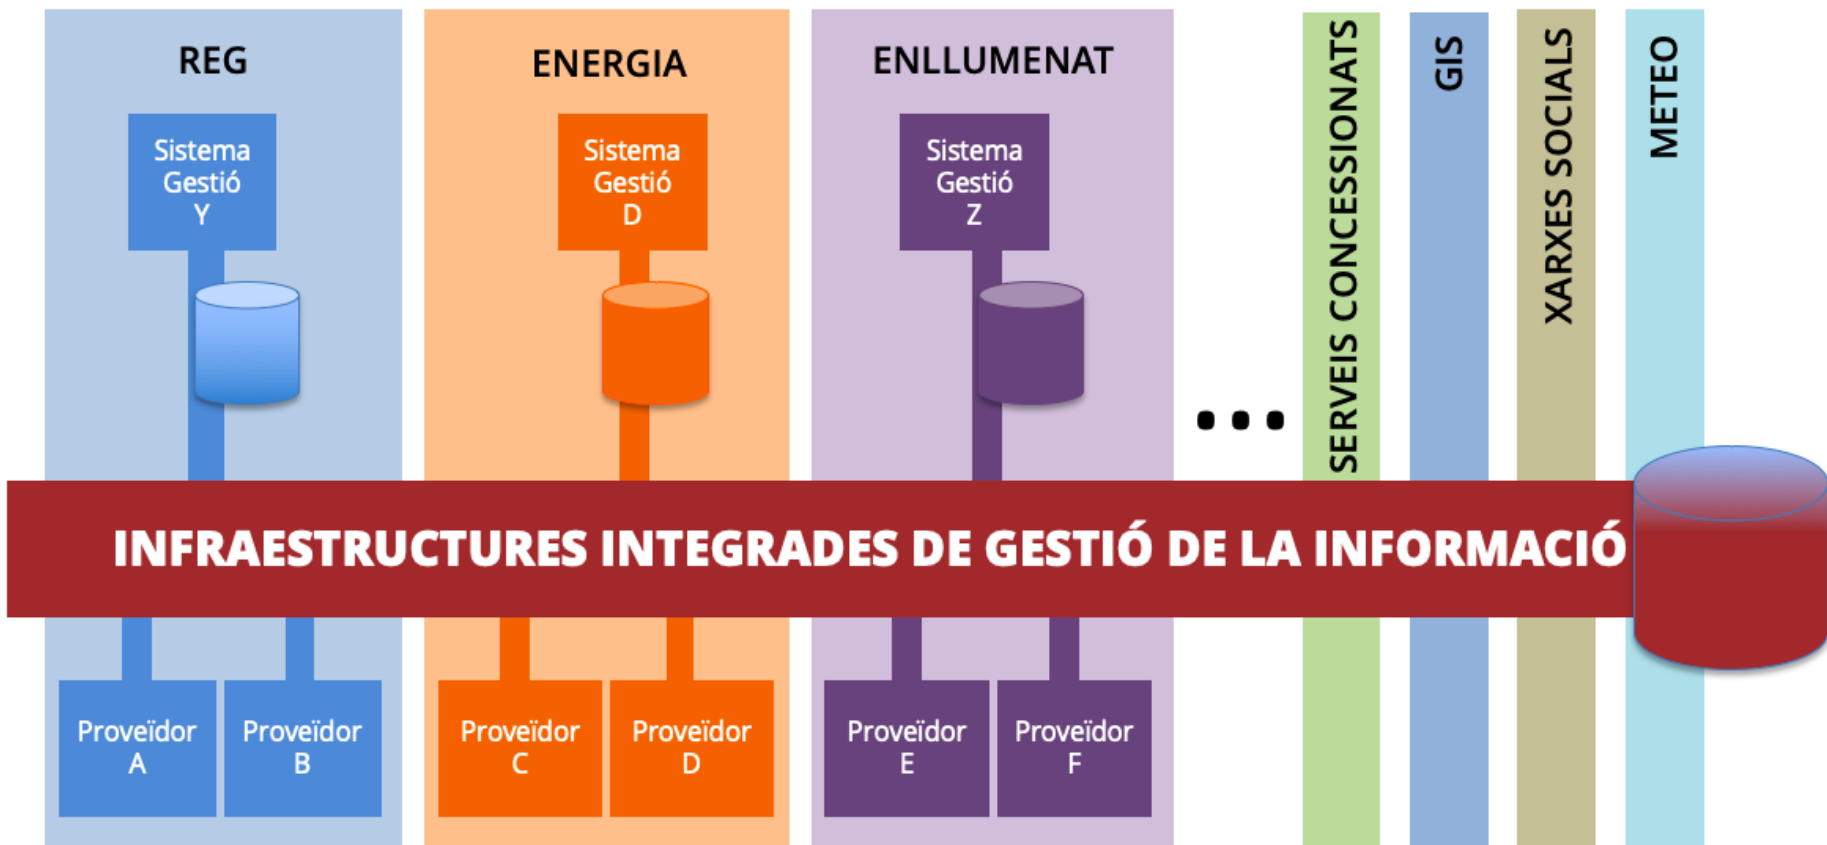 REG
Sistema
Gestió
Y
ENERGIA
Sistema
Gestió
D
ENLLUMENAT
Sistema
Gestió
Z
...
SERVEIS CONCESSIONATS
GIS
XARXES SOCIALS
METEO
INFRAESTRUCTURES INTEGRADES DE GESTIÓ DE LA INFORMACIÓ
Proveïdor
A
Proveïdor
B
Proveïdor
C
Proveïdor
D
Proveïdor
E
Proveïdor
F